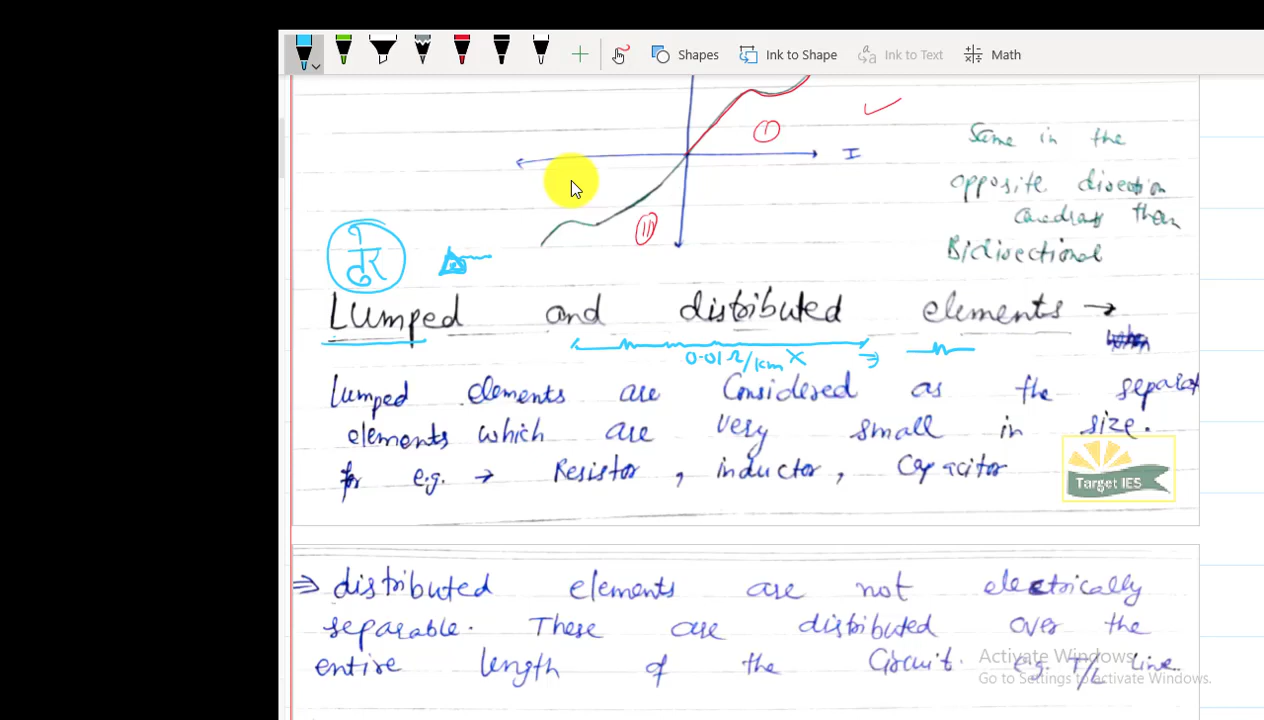 Shapes
Ink to Shape
Ink to Text
Math
I
I
III
Same in the
opposite direction
than
Bidirectional
ढेर
Lumped and distributed elements →
0.01 Ω/km X ⇒
Lumped elements are Considered as the separat
elements which are very small in size.
for e.g. → Resistor, inductor, Capacitor
Target IES
⇒ distributed elements are not electrically
separable. These are distributed over the
entire length of the Circuit. e.g. T/L line.
Activate Windows
Go to Settings to activate Windows.